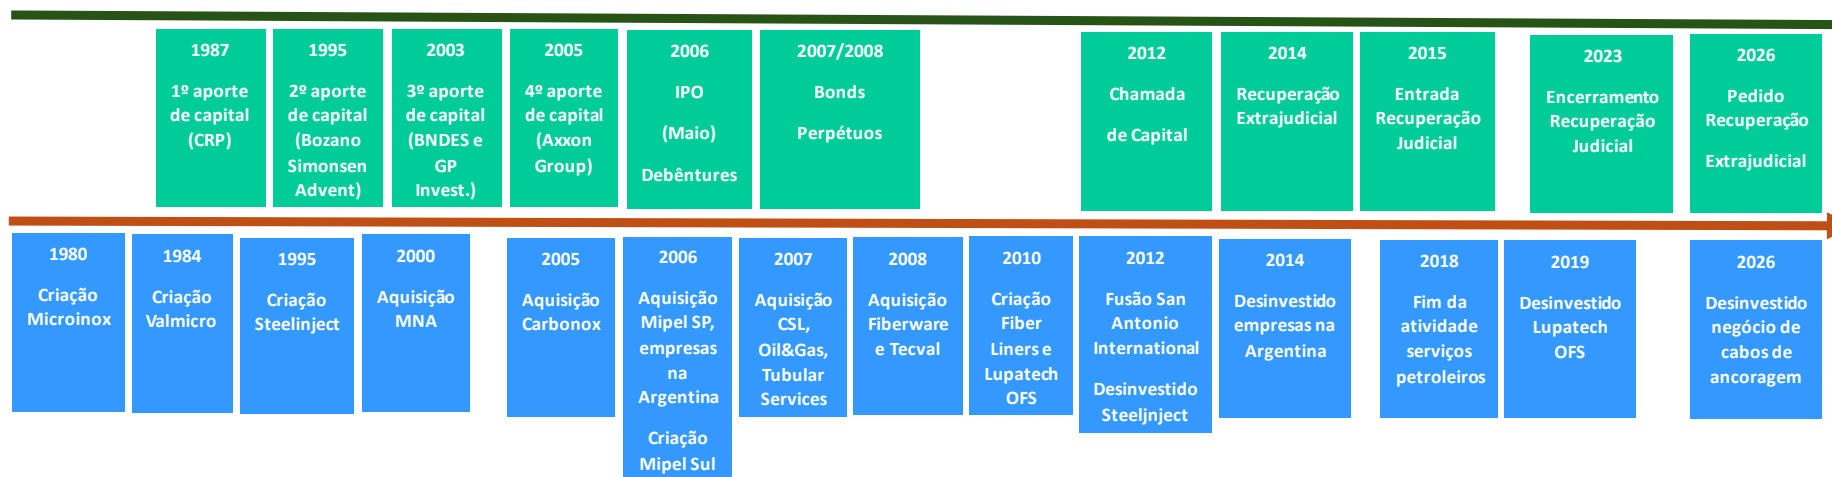 1987
1º aporte
de capital
(CRP)
1995
2º aporte
de capital
(Bozano
Simonsen
Advent)
2003
3º aporte
de capital
(BNDES e
GP
Invest.)
2005
4º aporte
de capital
(Axxon
Group)
2006
IPO
(Maio)
Debêntures
2007/2008
Bonds
Perpétuos
2012
Chamada
de Capital
2014
Recuperação
Extrajudicial
2015
Entrada
Recuperação
Judicial
2023
Encerramento
Recuperação
Judicial
2026
Pedido
Recuperação
Extrajudicial
1980
Criação
Microinox
1984
Criação
Valmicro
1995
Criação
Steelinject
2000
Aquisição
MNA
2005
Aquisição
Carbonox
2006
Aquisição
Mipel SP,
empresas
na
Argentina
Criação
Mipel Sul
2007
Aquisição
CSL,
Oil&Gas,
Tubular
Services
2008
Aquisição
Fiberware
e Tecval
2010
Criação
Fiber
Liners e
Lupatech
OFS
2012
Fusão San
Antonio
International
Desinvestido
Steeljnject
2014
Desinvestido
empresas na
Argentina
2018
Fim da
atividade
serviços
petroleiros
2019
Desinvestido
Lupatech
OFS
2026
Desinvestido
negócio de
cabos de
ancoragem